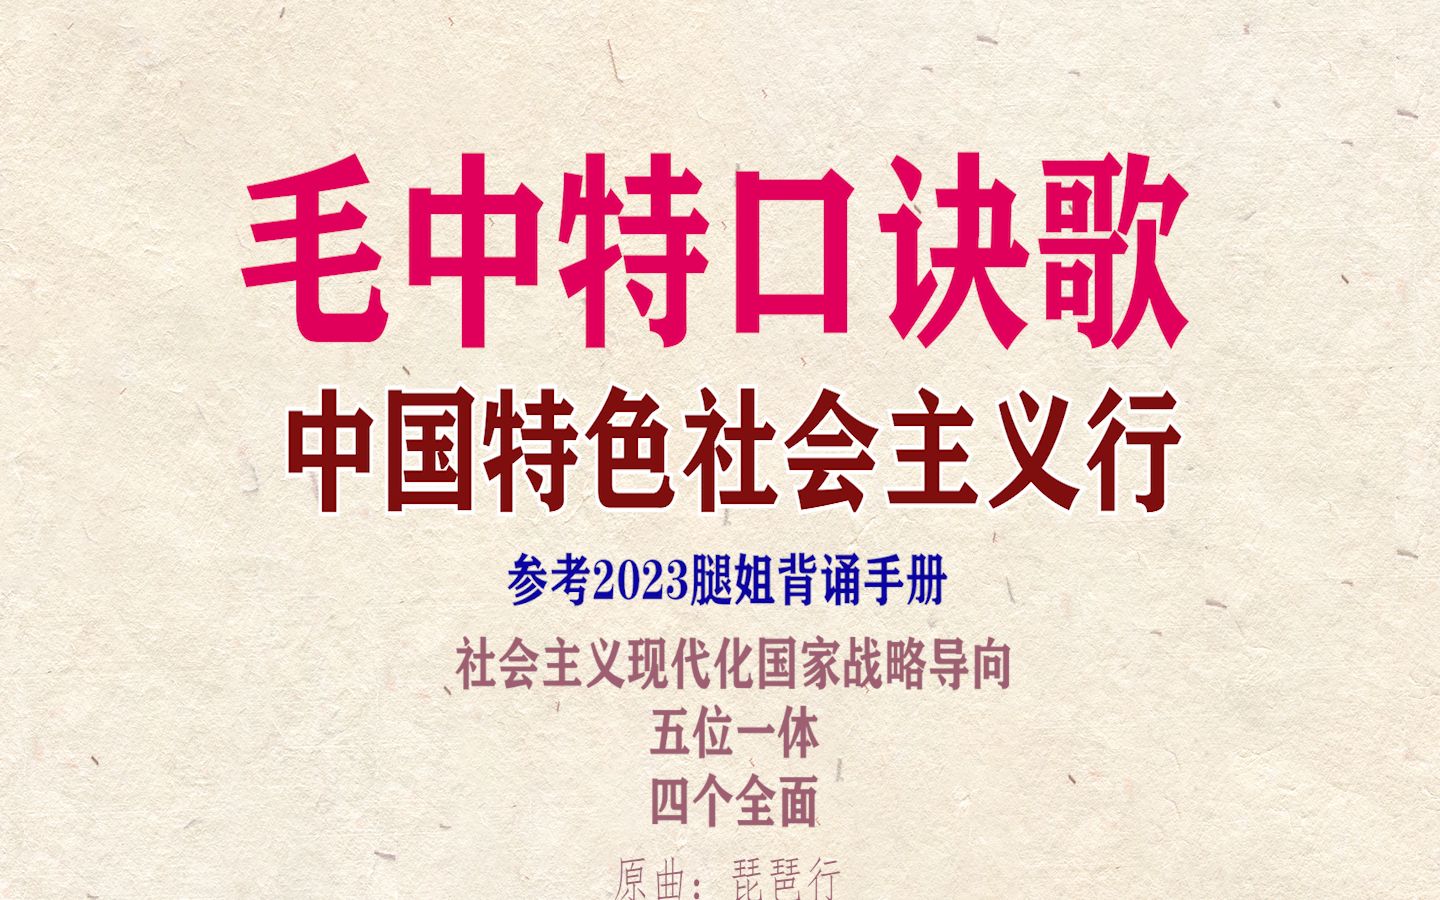 毛中特口诀歌
中国特色社会主义行
参考2023腿姐背诵手册
社会主义现代化国家战略导向
五位一体
四个全面
原曲：琵琶行